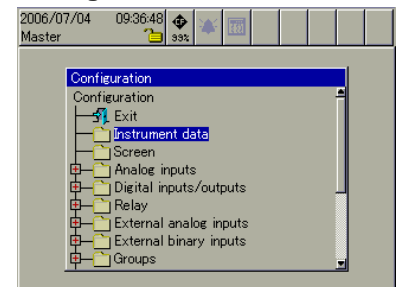 2006/07/04 09:36:48
Master 99%
Configuration
Configuration
Exit
Instrument data
Screen
Analog inputs
Digital inputs/outputs
Relay
External analog inputs
External binary inputs
Groups